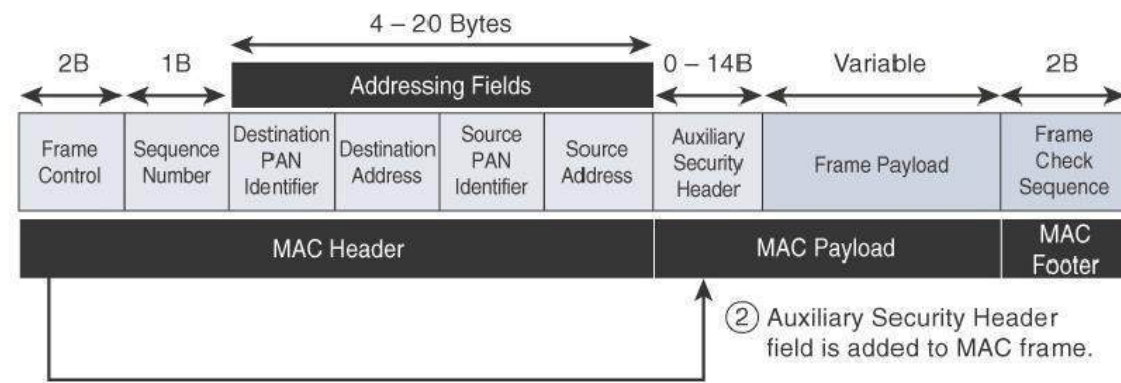 4 – 20 Bytes
2B
1B
Addressing Fields
0 – 14B
Variable
2B
Frame
Control
Sequence
Number
Destination
PAN
Identifier
Destination
Address
Source
PAN
Identifier
Source
Address
Auxiliary
Security
Header
Frame Payload
Frame
Check
Sequence
MAC Header
MAC Payload
MAC
Footer
② Auxiliary Security Header
field is added to MAC frame.